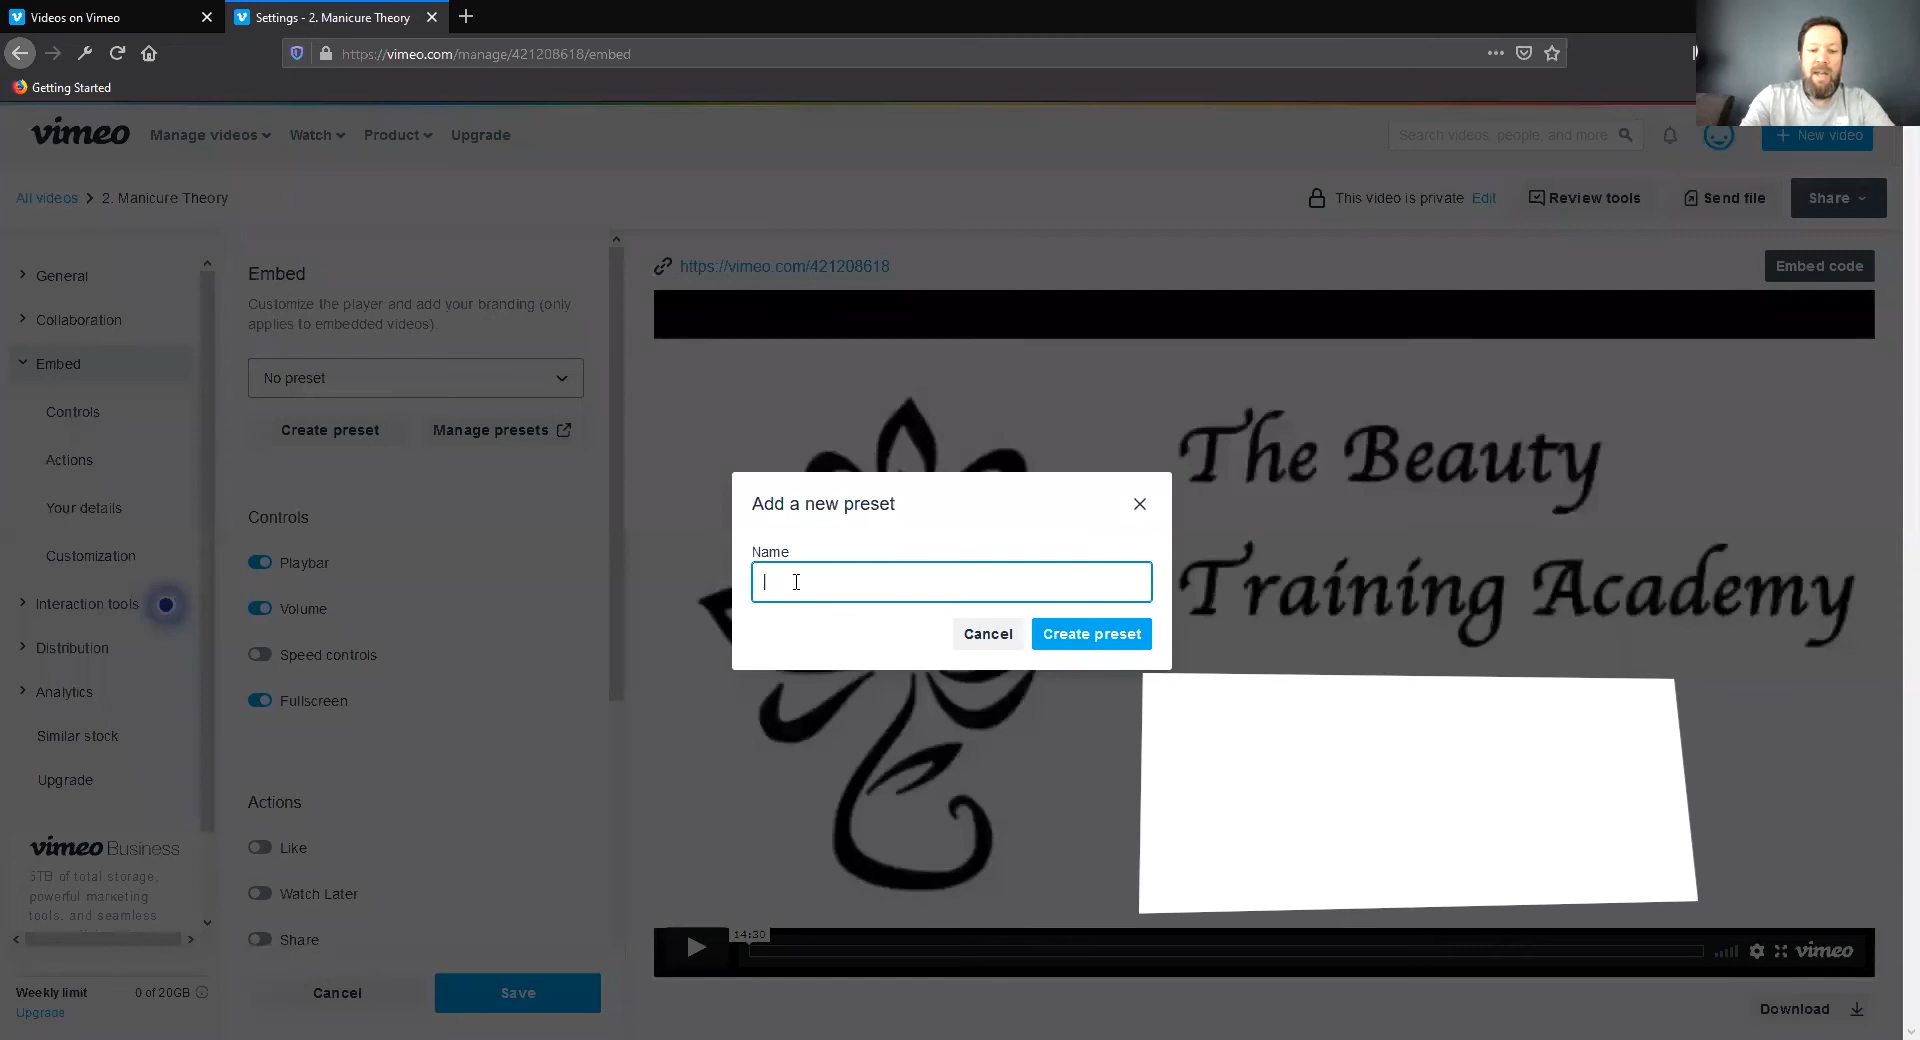 Videos on Vimeo
Settings - 2. Manicure Theory
https://vimeo.com/manage/421208618/embed
Getting Started
vimeo
Manage videos
Watch
Product
Upgrade
Search videos, people, and more
+ New video
All videos > 2. Manicure Theory
This video is private Edit
Review tools
Send file
Share
General
Collaboration
Embed
Controls
Actions
Your details
Customization
Interaction tools
Distribution
Analytics
Similar stock
Upgrade
vimeo Business
5TB of total storage,
powerful marketing
tools, and seamless
Weekly limit 0 of 20GB
Upgrade
Embed
Customize the player and add your branding (only
applies to embedded videos).
No preset
Create preset
Manage presets
Controls
Playbar
Volume
Speed controls
Fullscreen
Actions
Like
Watch Later
Share
Cancel
Save
https://vimeo.com/421208618
Embed code
The Beauty
Training Academy
Add a new preset
Name
Cancel
Create preset
14:30
vimeo
Download